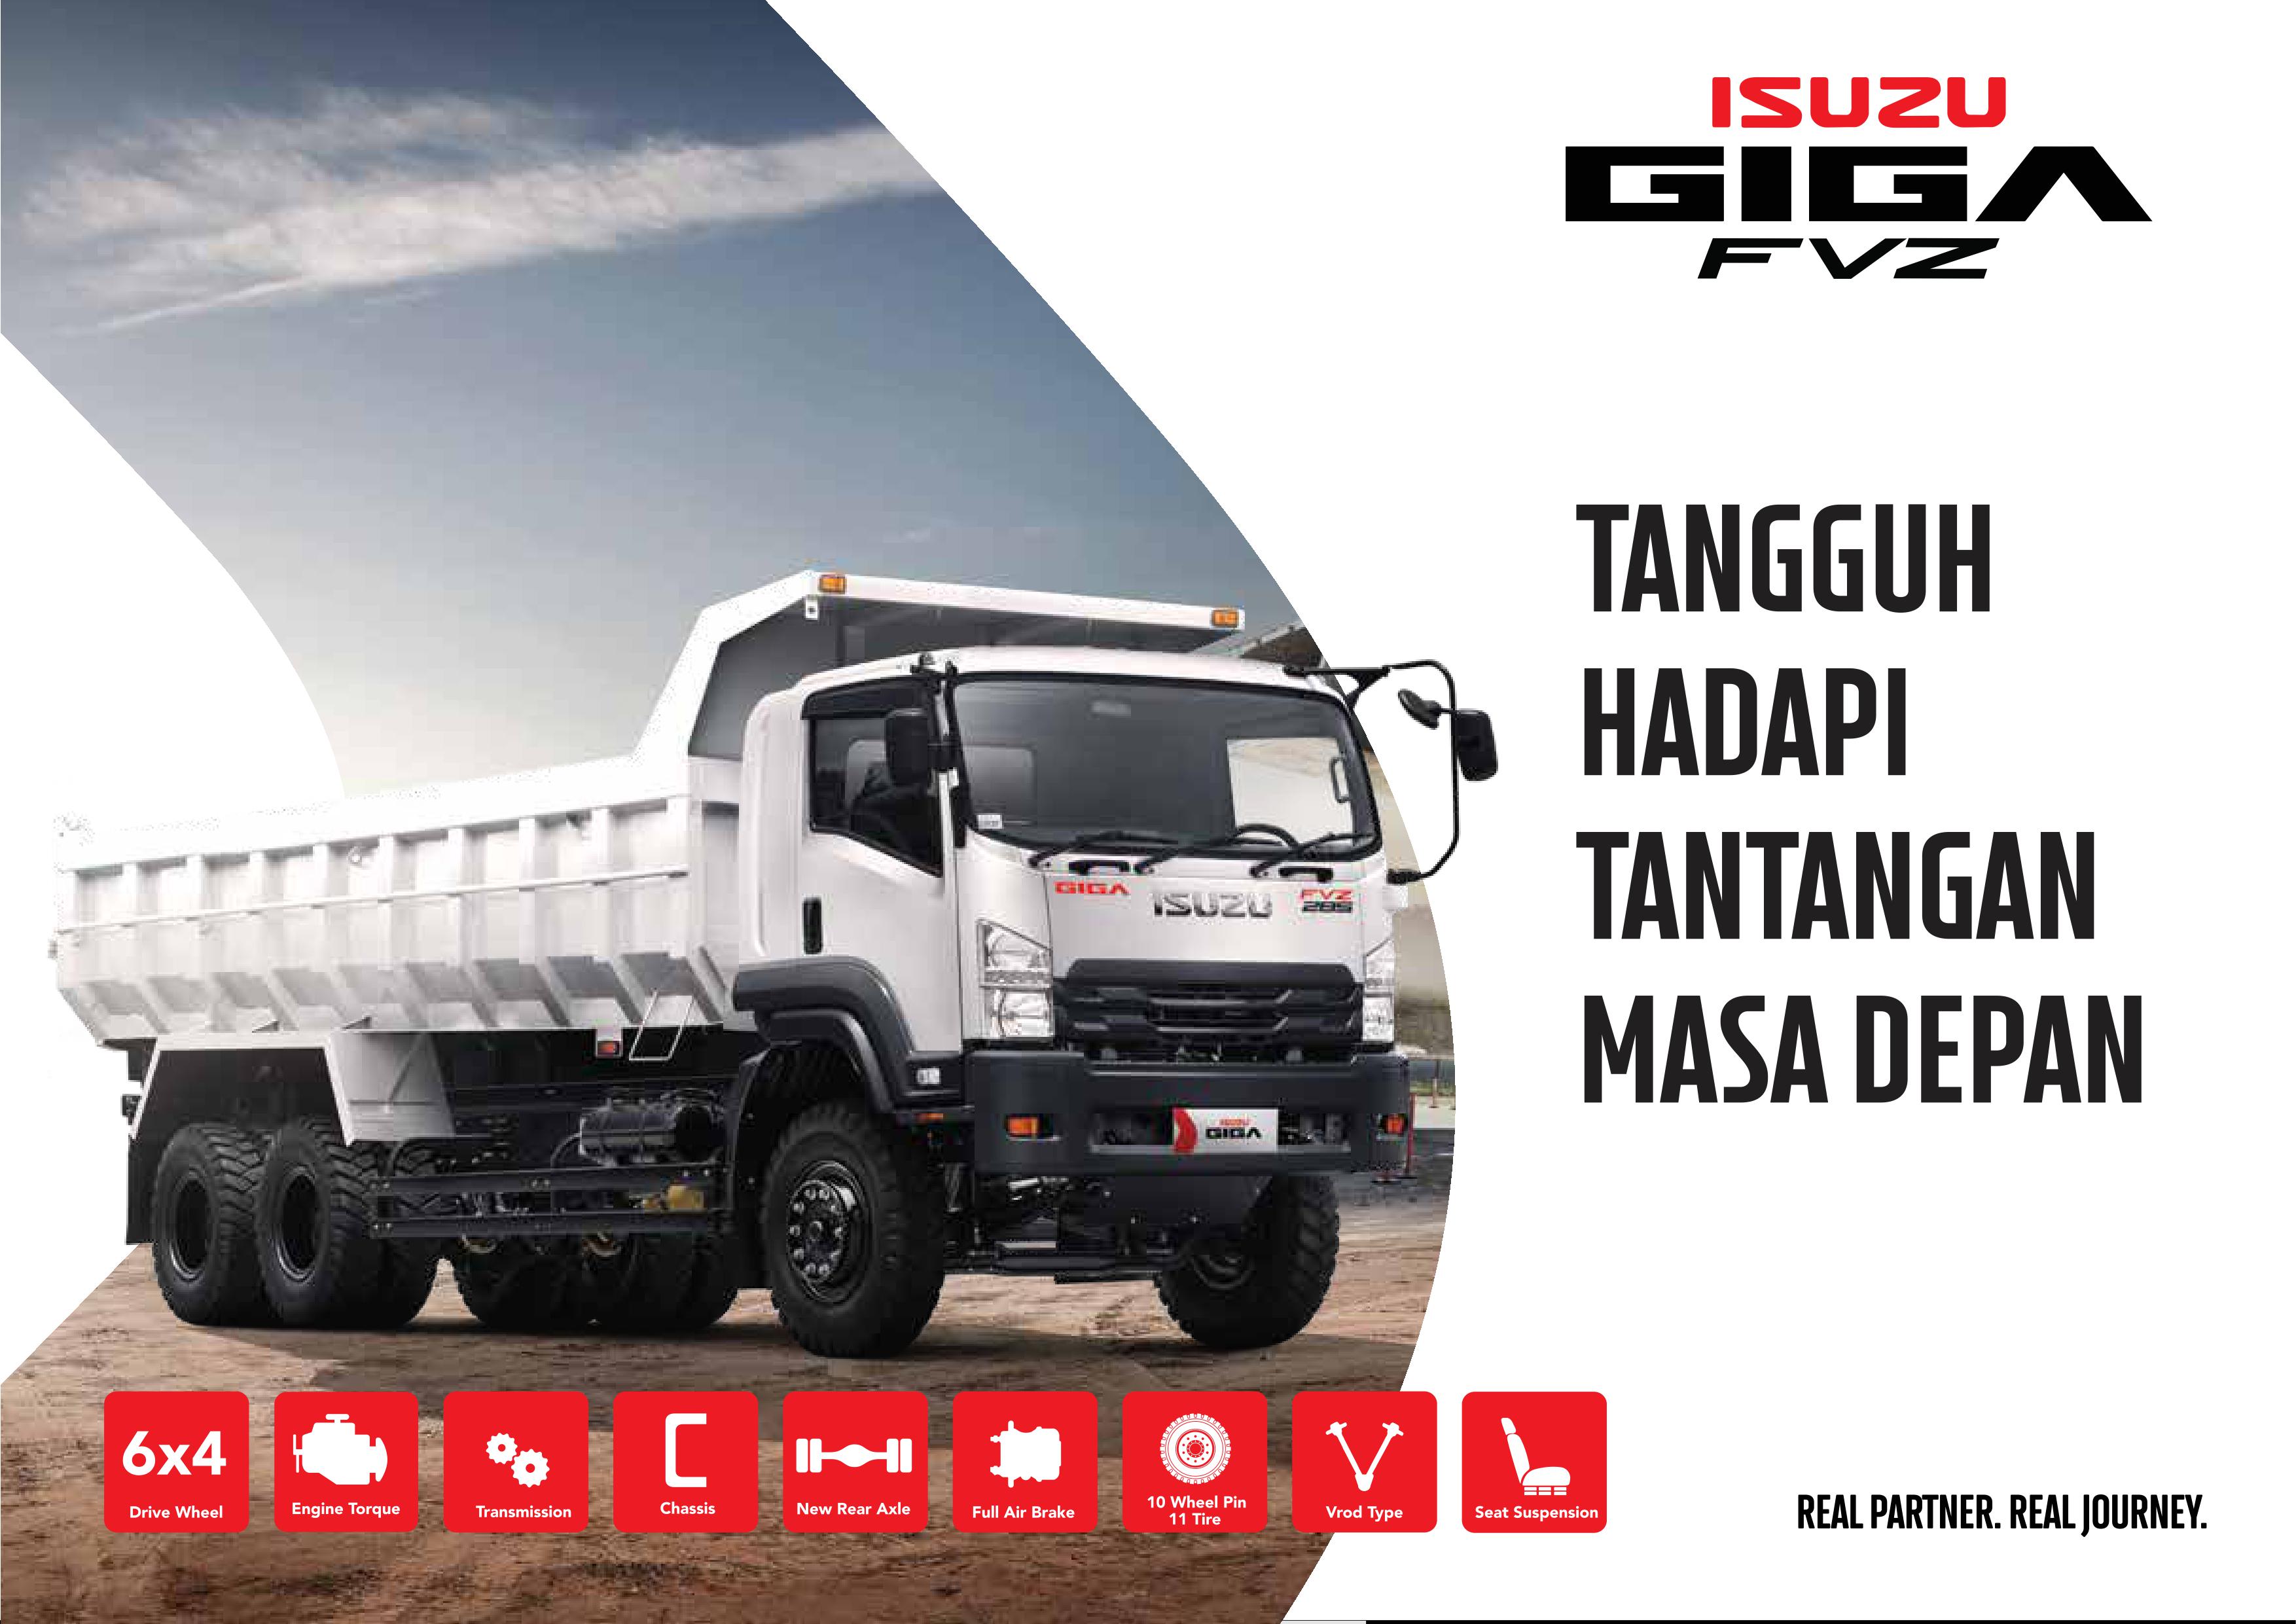 ISUZU
GIGA
FVZ
TANGGUH
HADAPI
TANTANGAN
MASA DEPAN
GIGA
ISUZU
FVZ
285
ISUZU
GIGA
6x4
Drive Wheel
Engine Torque
Transmission
Chassis
New Rear Axle
Full Air Brake
10 Wheel Pin
11 Tire
Vrod Type
Seat Suspension
REAL PARTNER. REAL JOURNEY.